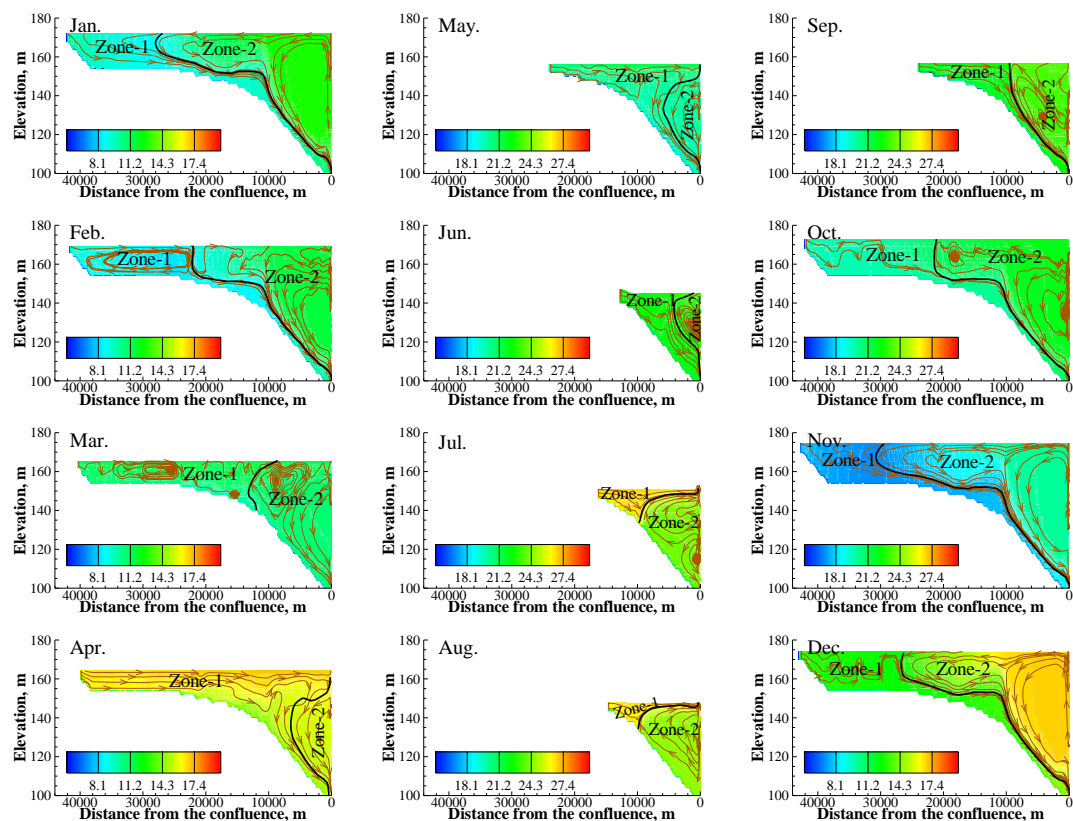 180
Jan.
Zone-1 Zone-2
160
140
120
8.1 11.2 14.3 17.4
100
40000 30000 20000 10000 0
Elevation, m
Distance from the confluence, m
180
May.
160
Zone-1
140
Zone-2
120
18.1 21.2 24.3 27.4
100
40000 30000 20000 10000 0
Elevation, m
Distance from the confluence, m
180
Sep.
160
Zone-1
Zone-2
140
120
18.1 21.2 24.3 27.4
100
40000 30000 20000 10000 0
Elevation, m
Distance from the confluence, m
180
Feb.
160
Zone-1
Zone-2
140
120
8.1 11.2 14.3 17.4
100
40000 30000 20000 10000 0
Elevation, m
Distance from the confluence, m
180
Jun.
160
140
Zone-1
Zone-2
120
18.1 21.2 24.3 27.4
100
40000 30000 20000 10000 0
Elevation, m
Distance from the confluence, m
180
Oct.
Zone-1 Zone-2
160
140
120
18.1 21.2 24.3 27.4
100
40000 30000 20000 10000 0
Elevation, m
Distance from the confluence, m
180
Mar.
160
Zone-1
Zone-2
140
120
8.1 11.2 14.3 17.4
100
40000 30000 20000 10000 0
Elevation, m
Distance from the confluence, m
180
Jul.
160
Zone-1
140
Zone-2
120
18.1 21.2 24.3 27.4
100
40000 30000 20000 10000 0
Elevation, m
Distance from the confluence, m
180
Nov.
Zone-1 Zone-2
160
140
120
18.1 21.2 24.3 27.4
100
40000 30000 20000 10000 0
Elevation, m
Distance from the confluence, m
180
Apr.
160
Zone-1
140
Zone-2
120
8.1 11.2 14.3 17.4
100
40000 30000 20000 10000 0
Elevation, m
Distance from the confluence, m
180
Aug.
160
Zone-1
140
Zone-2
120
18.1 21.2 24.3 27.4
100
40000 30000 20000 10000 0
Elevation, m
Distance from the confluence, m
180
Dec.
Zone-1 Zone-2
160
140
120
8.1 11.2 14.3 17.4
100
40000 30000 20000 10000 0
Elevation, m
Distance from the confluence, m